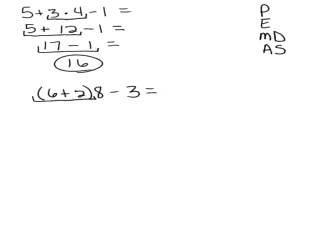 5 + 3 · 4 - 1 =
5 + 12 - 1 =
17 - 1 =
16
(6 + 2) 8 - 3 =
P
E
MD
AS